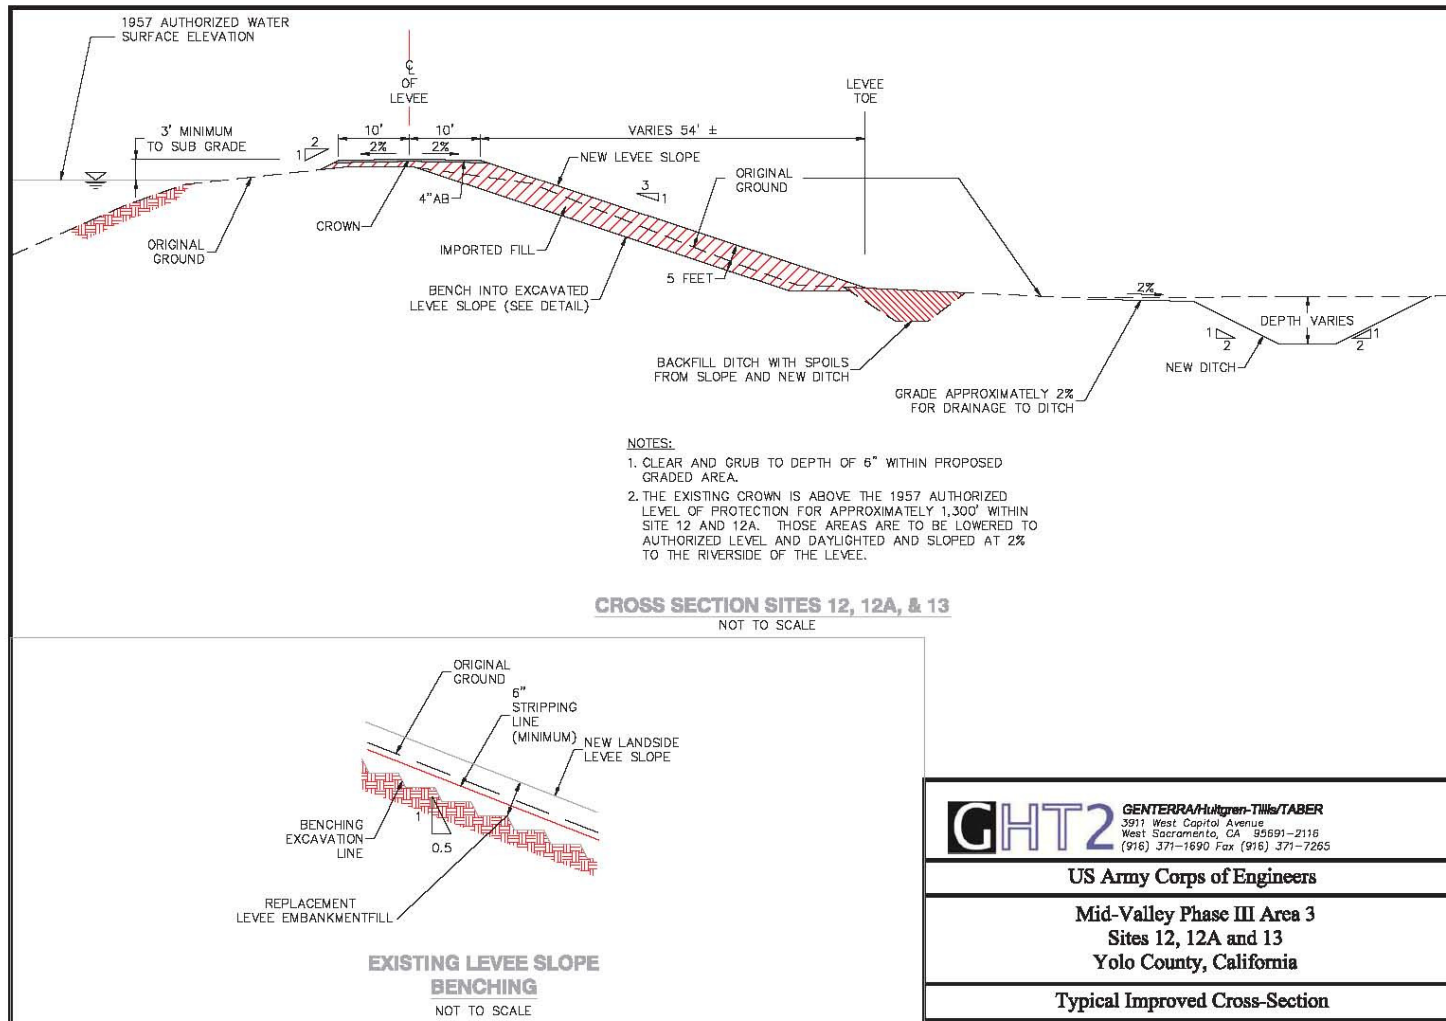 1957 AUTHORIZED WATER
SURFACE ELEVATION
℄
OF
LEVEE
LEVEE
TOE
3' MINIMUM
TO SUB GRADE
2
1
10'
10'
VARIES 54' ±
2%
2%
NEW LEVEE SLOPE
3
1
ORIGINAL
GROUND
4"AB
CROWN
ORIGINAL
GROUND
IMPORTED FILL
5 FEET
BENCH INTO EXCAVATED
LEVEE SLOPE (SEE DETAIL)
2%
DEPTH VARIES
1
2
1
2
NEW DITCH
BACKFILL DITCH WITH SPOILS
FROM SLOPE AND NEW DITCH
GRADE APPROXIMATELY 2%
FOR DRAINAGE TO DITCH
NOTES:
1. CLEAR AND GRUB TO DEPTH OF 6" WITHIN PROPOSED
GRADED AREA.
2. THE EXISTING CROWN IS ABOVE THE 1957 AUTHORIZED
LEVEL OF PROTECTION FOR APPROXIMATELY 1,300' WITHIN
SITE 12 AND 12A. THOSE AREAS ARE TO BE LOWERED TO
AUTHORIZED LEVEL AND DAYLIGHTED AND SLOPED AT 2%
TO THE RIVERSIDE OF THE LEVEE.
CROSS SECTION SITES 12, 12A, & 13
NOT TO SCALE
ORIGINAL
GROUND
6"
STRIPPING
LINE
(MINIMUM)
NEW LANDSIDE
LEVEE SLOPE
BENCHING
EXCAVATION
LINE
1
0.5
REPLACEMENT
LEVEE EMBANKMENTFILL
EXISTING LEVEE SLOPE
BENCHING
NOT TO SCALE
GHT2
GENTERRA/Hultgren-Tillis/TABER
3911 West Capitol Avenue
West Sacramento, CA 95691-2116
(916) 371-1690 Fax (916) 371-7265
US Army Corps of Engineers
Mid-Valley Phase III Area 3
Sites 12, 12A and 13
Yolo County, California
Typical Improved Cross-Section